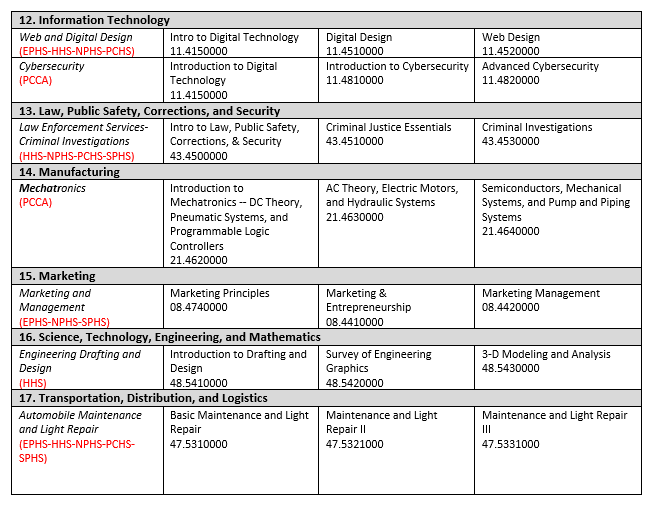 12. Information Technology
Web and Digital Design
(EPHS-HHS-NPHS-PCHS)
Intro to Digital Technology
11.4150000
Digital Design
11.4510000
Web Design
11.4520000
Cybersecurity
(PCCA)
Introduction to Digital
Technology
11.4150000
Introduction to Cybersecurity
11.4810000
Advanced Cybersecurity
11.4820000
13. Law, Public Safety, Corrections, and Security
Law Enforcement Services-
Criminal Investigations
(HHS-NPHS-PCHS-SPHS)
Intro to Law, Public Safety,
Corrections, & Security
43.4500000
Criminal Justice Essentials
43.4510000
Criminal Investigations
43.4530000
14. Manufacturing
Mechatronics
(PCCA)
Introduction to
Mechatronics -- DC Theory,
Pneumatic Systems, and
Programmable Logic
Controllers
21.4620000
AC Theory, Electric Motors,
and Hydraulic Systems
21.4630000
Semiconductors, Mechanical
Systems, and Pump and Piping
Systems
21.4640000
15. Marketing
Marketing and
Management
(EPHS-NPHS-SPHS)
Marketing Principles
08.4740000
Marketing &
Entrepreneurship
08.4410000
Marketing Management
08.4420000
16. Science, Technology, Engineering, and Mathematics
Engineering Drafting and
Design
(HHS)
Introduction to Drafting and
Design
48.5410000
Survey of Engineering
Graphics
48.5420000
3-D Modeling and Analysis
48.5430000
17. Transportation, Distribution, and Logistics
Automobile Maintenance
and Light Repair
(EPHS-HHS-NPHS-PCHS-
SPHS)
Basic Maintenance and Light
Repair
47.5310000
Maintenance and Light
Repair II
47.5321000
Maintenance and Light Repair
III
47.5331000